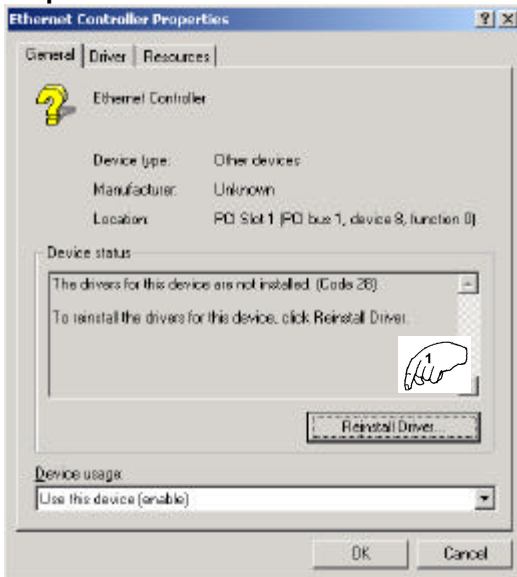 Ethernet Controller Properties
General Driver Resources
Ethernet Controller
Device type: Other devices
Manufacturer: Unknown
Location: PCI Slot 1 (PCI bus 1, device 8, function 0)
Device status
The drivers for this device are not installed. (Code 28)
To reinstall the drivers for this device, click Reinstall Driver.
1
Reinstall Driver...
Device usage:
Use this device (enable)
OK Cancel